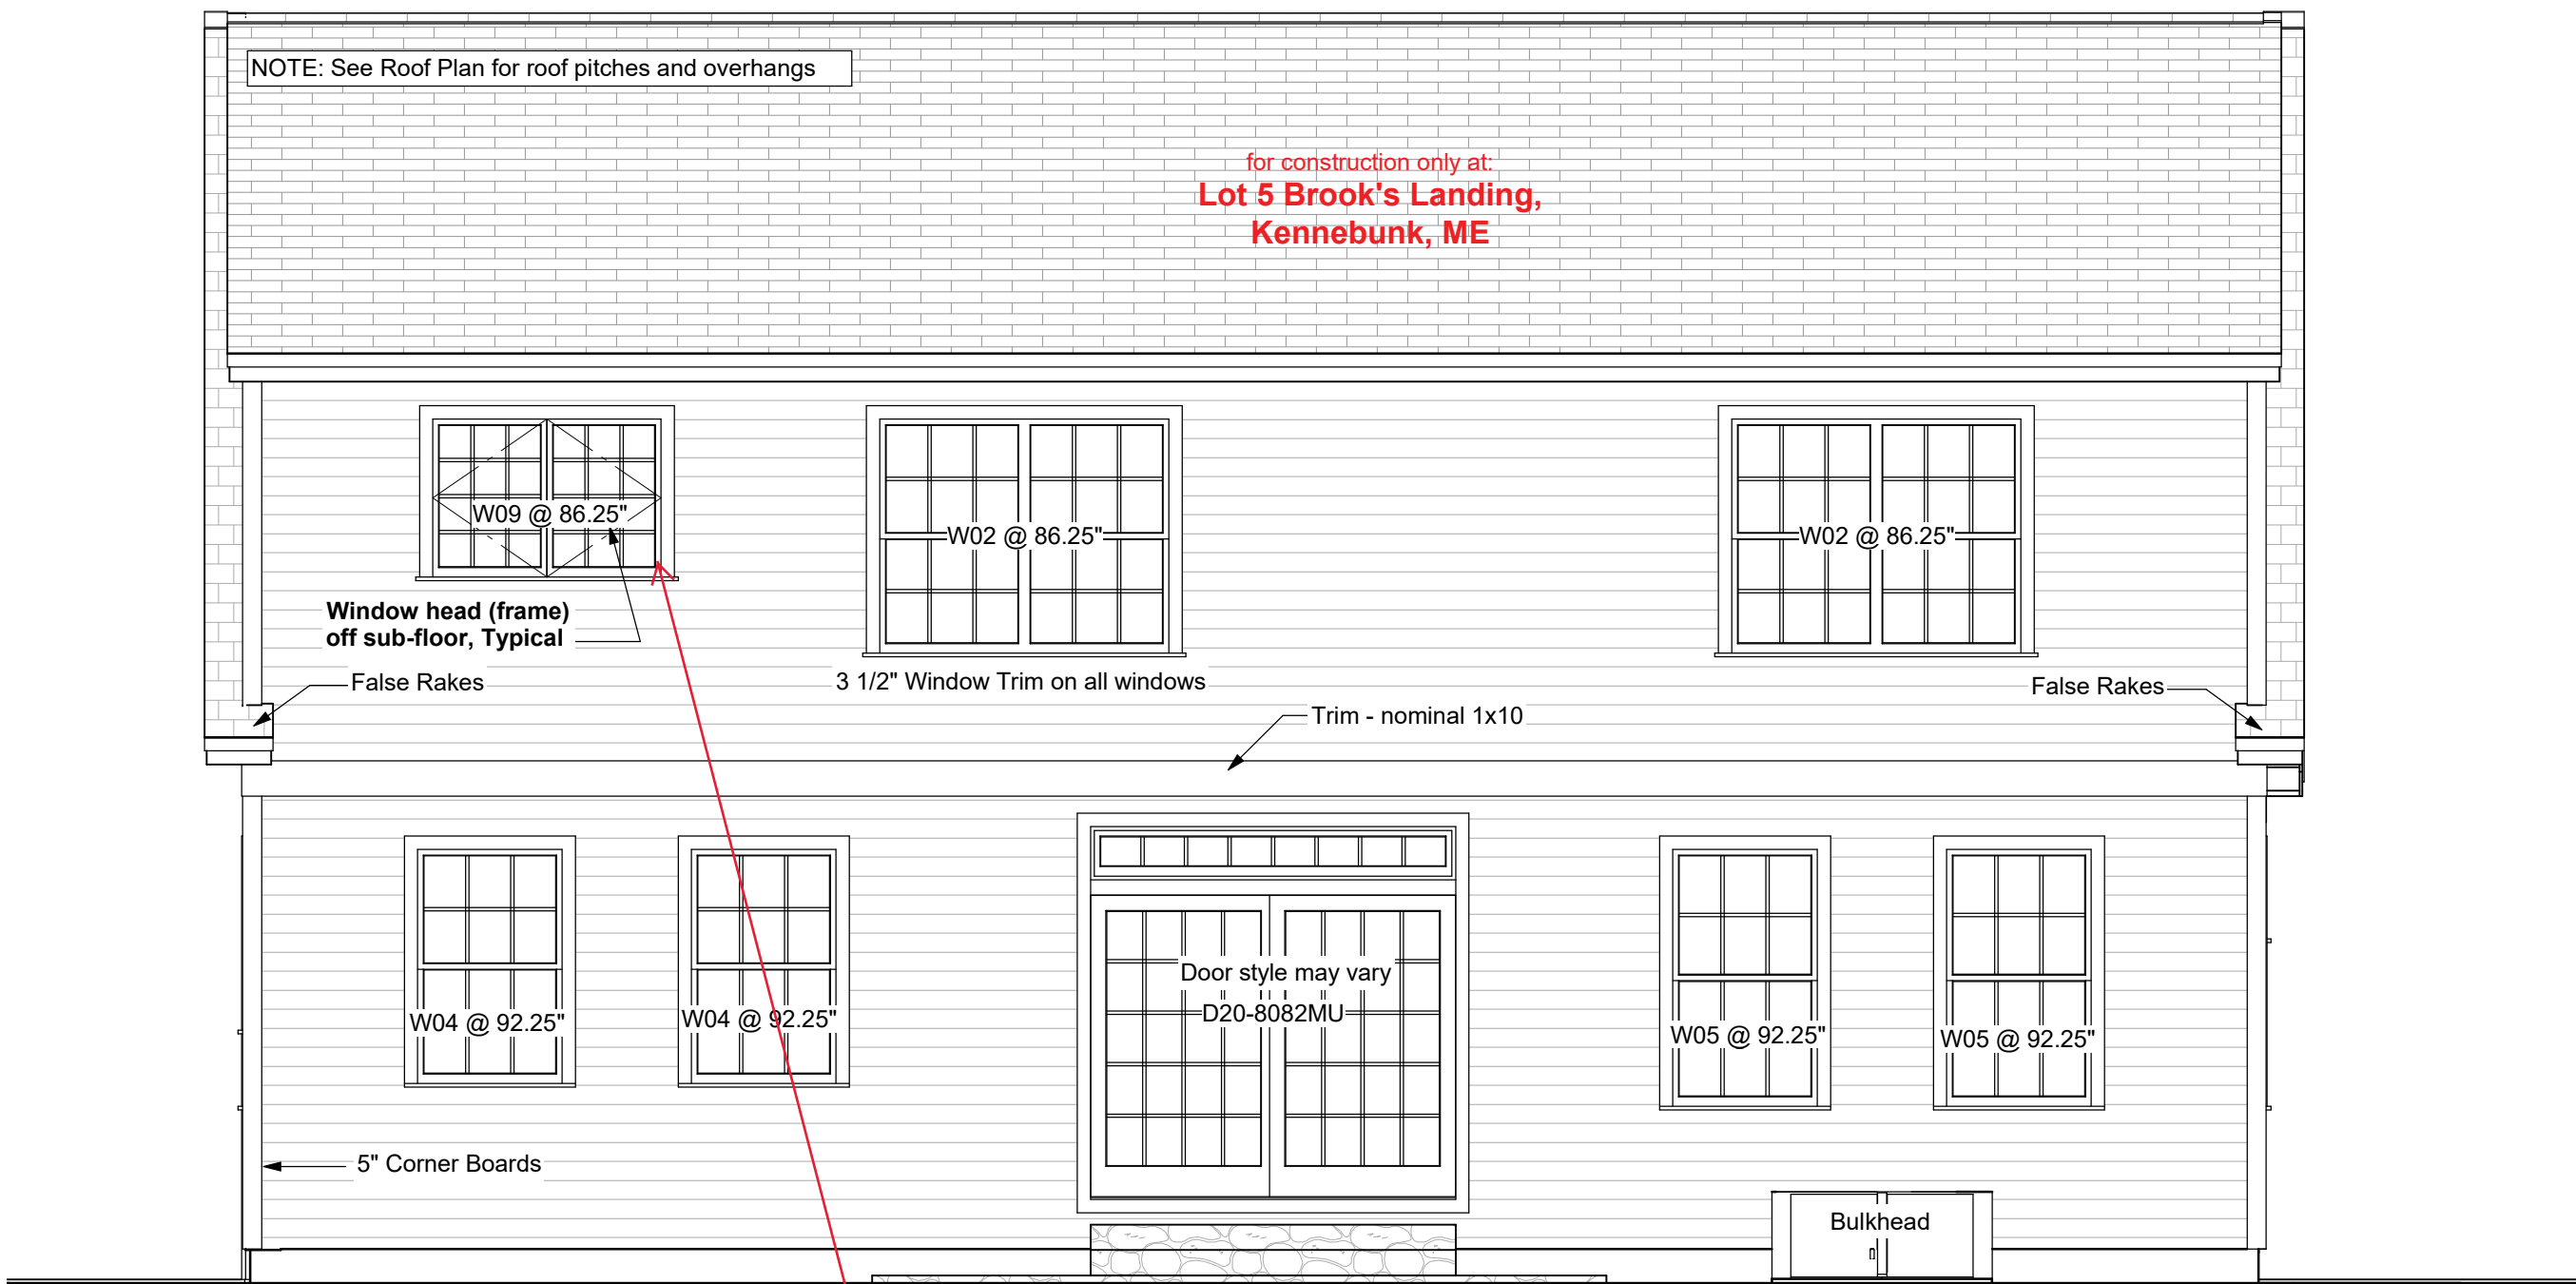 NOTE: See Roof Plan for roof pitches and overhangs
for construction only at:
Lot 5 Brook's Landing,
Kennebunk, ME
W09 @ 86.25"
W02 @ 86.25"
W02 @ 86.25"
Window head (frame)
off sub-floor, Typical
False Rakes
3 1/2" Window Trim on all windows
False Rakes
Trim - nominal 1x10
Door style may vary
D20-8082MU
W04 @ 92.25"
W04 @ 92.25"
W05 @ 92.25"
W05 @ 92.25"
5" Corner Boards
Bulkhead